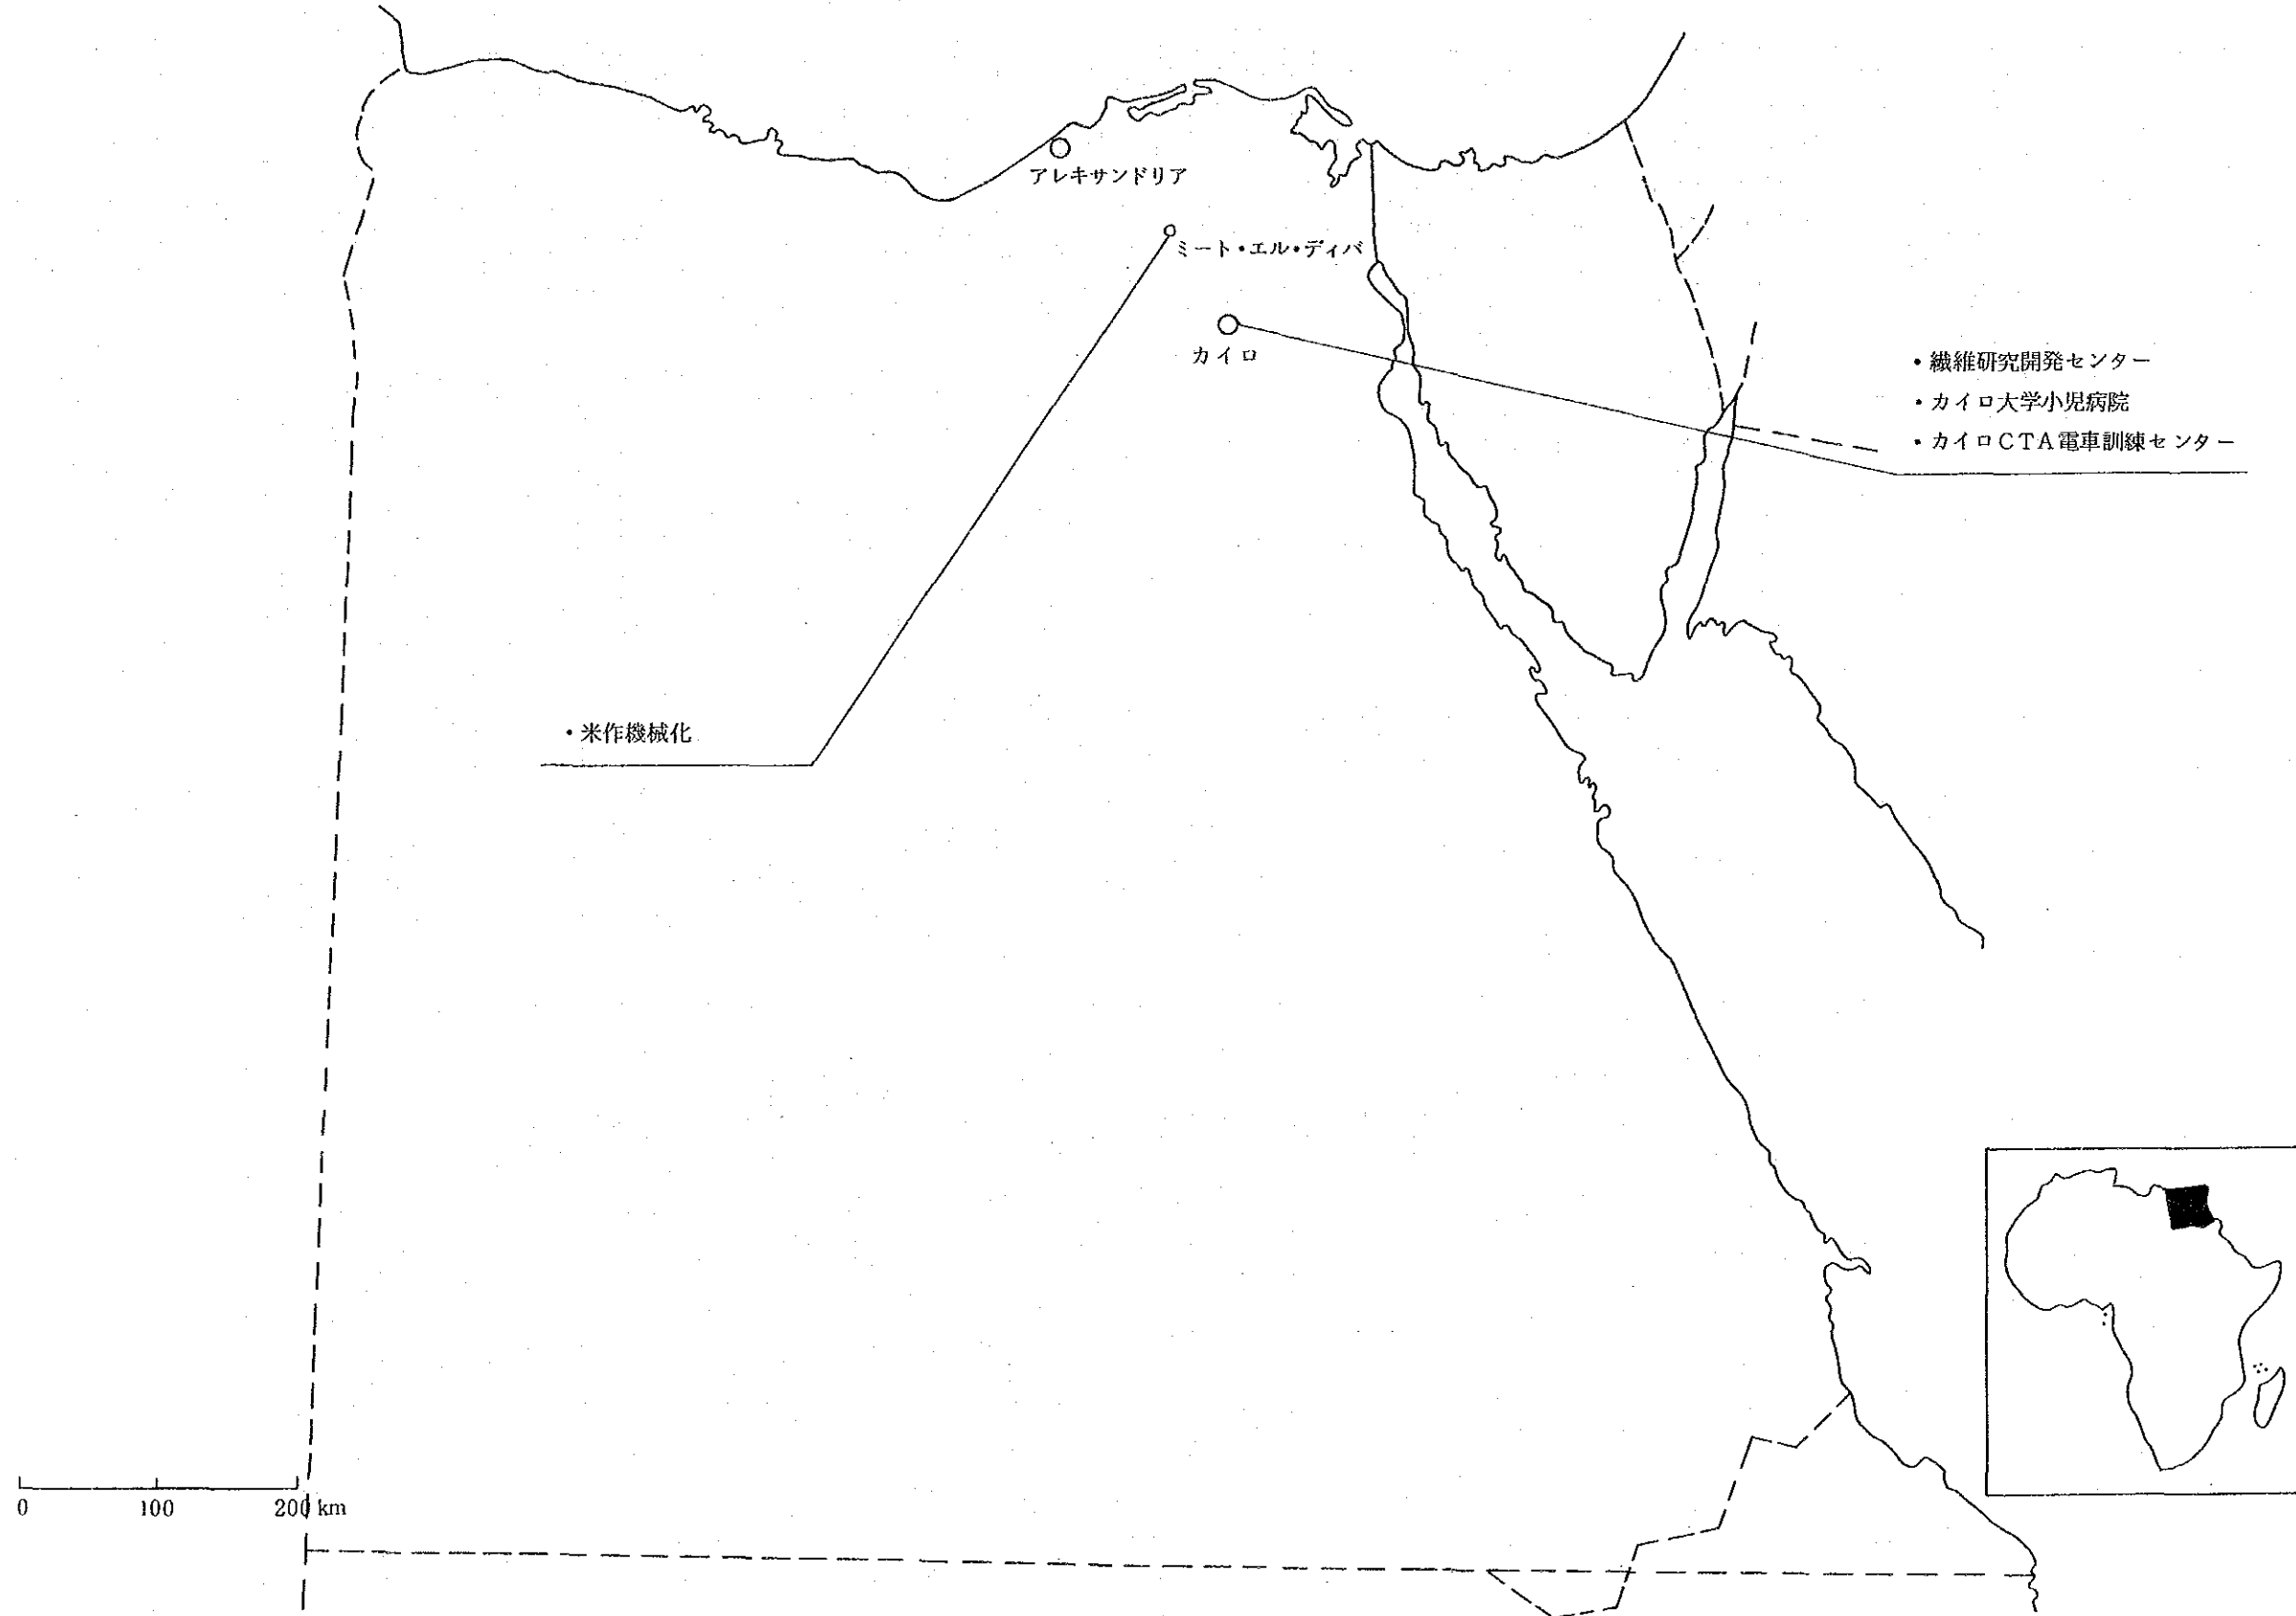 アレキサンドリア
ミート・エル・ディバ
カイロ
・繊維研究開発センター
・カイロ大学小児病院
・カイロCTA電車訓練センター
・米作機械化
0 100 200 km